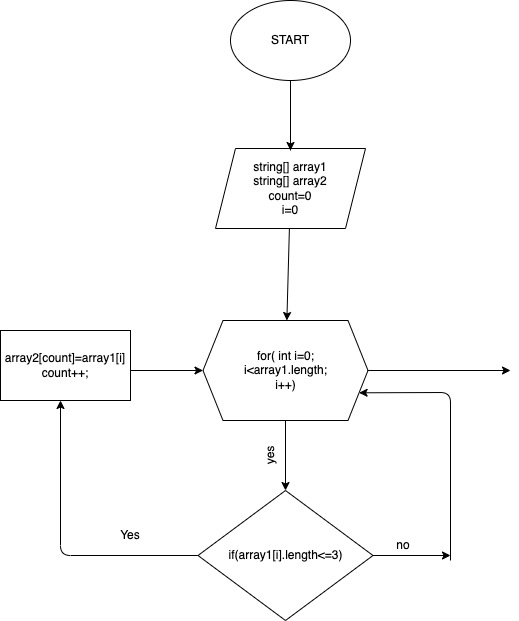 START
string[] array1
string[] array2
count=0
i=0
array2[count]=array1[i]
count++;
for( int i=0;
i<array1.length;
i++)
yes
Yes
if(array1[i].length<=3)
no